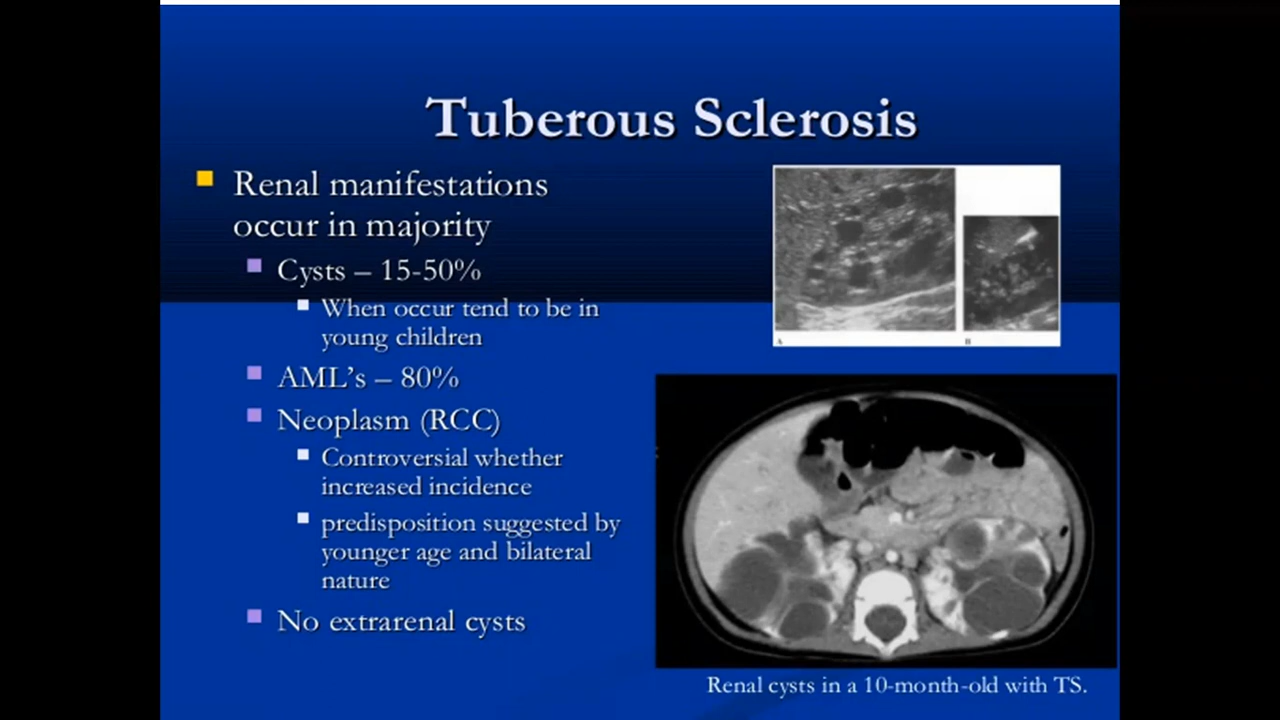 Tuberous Sclerosis
Renal manifestations
occur in majority
Cysts – 15-50%
When occur tend to be in
young children
AML's – 80%
Neoplasm (RCC)
Controversial whether
increased incidence
predisposition suggested by
younger age and bilateral
nature
No extrarenal cysts
A
B
Renal cysts in a 10-month-old with TS.